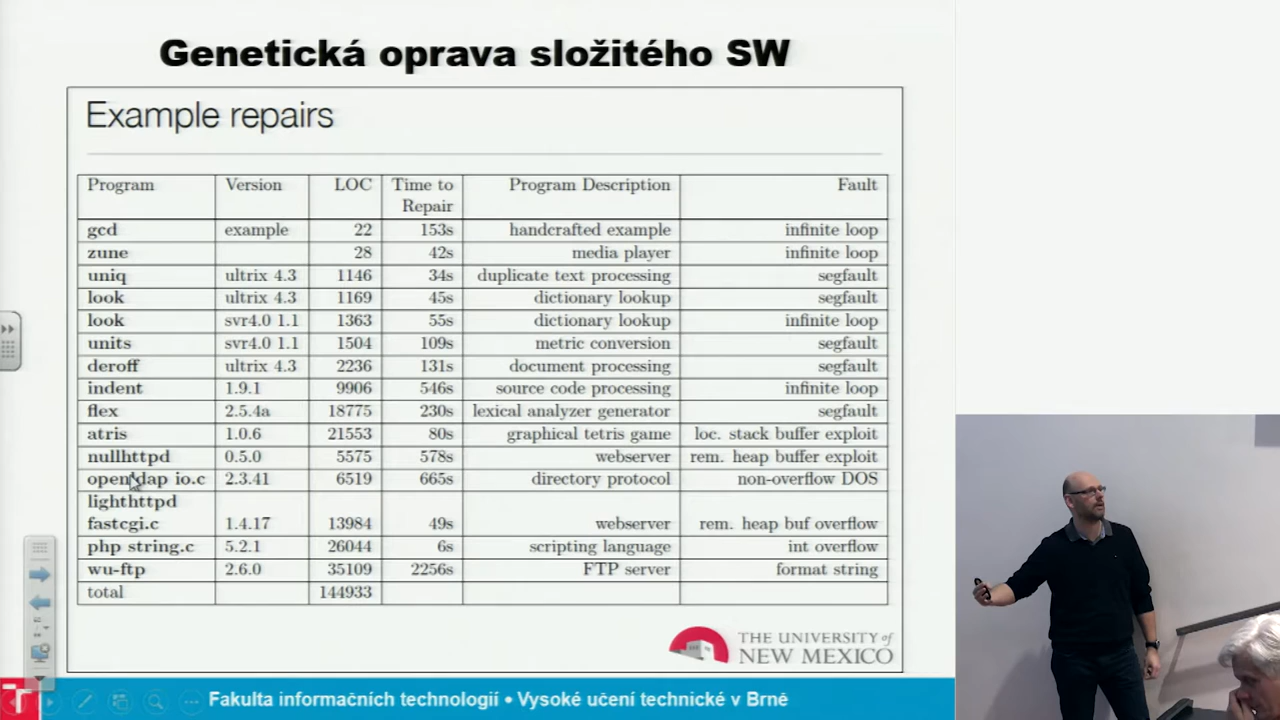 Genetická oprava složitého SW
Example repairs
Program Version LOC Time to Repair Program Description Fault
gcd example 22 153s handcrafted example infinite loop
zune 28 42s media player infinite loop
uniq ultrix 4.3 1146 34s duplicate text processing segfault
look ultrix 4.3 1169 45s dictionary lookup segfault
look svr4.0 1.1 1363 55s dictionary lookup infinite loop
units svr4.0 1.1 1504 109s metric conversion segfault
deroff ultrix 4.3 2236 131s document processing segfault
indent 1.9.1 9906 546s source code processing infinite loop
flex 2.5.4a 18775 230s lexical analyzer generator segfault
atris 1.0.6 21553 80s graphical tetris game loc. stack buffer exploit
nullhttpd 0.5.0 5575 578s webserver rem. heap buffer exploit
openldap io.c 2.3.41 6519 665s directory protocol non-overflow DOS
lighthttpd
fastcgi.c 1.4.17 13984 49s webserver rem. heap buf overflow
php string.c 5.2.1 26044 6s scripting language int overflow
wu-ftp 2.6.0 35109 2256s FTP server format string
total 144933
THE UNIVERSITY of
NEW MEXICO
Fakulta informačních technologií • Vysoké učení technické v Brně